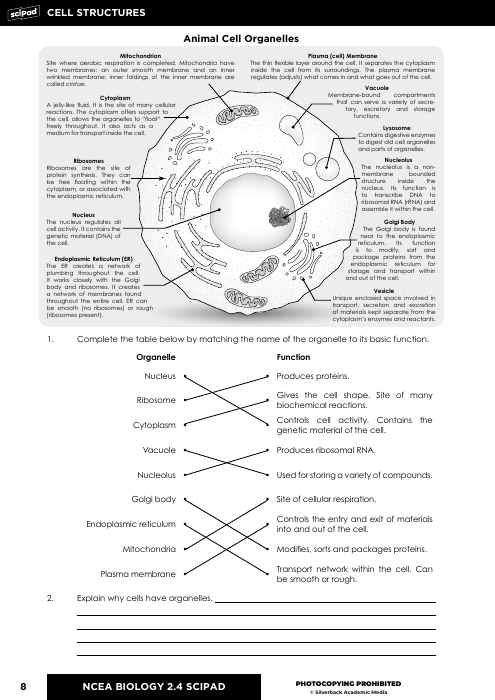 scipad
CELL STRUCTURES
Animal Cell Organelles
Mitochondrion
Site where aerobic respiration is completed. Mitochondria have
two membranes: an outer smooth membrane and an inner
wrinkled membrane; inner foldings of the inner membrane are
called cristae.
Plasma (cell) Membrane
The thin flexible layer around the cell. It separates the cytoplasm
inside the cell from its surroundings. The plasma membrane
regulates (adjusts) what comes in and what goes out of the cell.
Cytoplasm
A jelly-like fluid. It is the site of many cellular
reactions. The cytoplasm offers support to
the cell, allows the organelles to "float"
freely throughout. It also acts as a
medium for transport inside the cell.
Vacuole
Membrane-bound compartments
that can serve a variety of secre-
tory, excretory and storage
functions.
Lysosome
Contains digestive enzymes
to digest old cell organelles
and parts of organelles.
Ribosomes
Ribosomes are the site of
protein synthesis. They can
be free floating within the
cytoplasm, or associated with
the endoplasmic reticulum.
Nucleolus
The nucleolus is a non-
membrane bounded
structure inside the
nucleus. Its function is
to transcribe DNA to
ribosomal RNA (rRNA) and
assemble it within the cell.
Nucleus
The nucleus regulates all
cell activity. It contains the
genetic material (DNA) of
the cell.
Golgi Body
The Golgi body is found
near to the endoplasmic
reticulum. Its function
is to modify, sort and
package proteins from the
endoplasmic reticulum for
storage and transport within
and out of the cell.
Endoplasmic Reticulum (ER)
The ER creates a network of
plumbing throughout the cell.
It works closely with the Golgi
body and ribosomes. It creates
a network of membranes found
throughout the entire cell. ER can
be smooth (no ribosomes) or rough
(ribosomes present).
Vesicle
Unique enclosed space involved in
transport, secretion and excretion
of materials kept separate from the
cytoplasm's enzymes and reactants.
1. Complete the table below by matching the name of the organelle to its basic function.
Organelle Function
Nucleus Produces proteins.
Ribosome Gives the cell shape. Site of many
biochemical reactions.
Cytoplasm Controls cell activity. Contains the
genetic material of the cell.
Vacuole Produces ribosomal RNA.
Nucleolus Used for storing a variety of compounds.
Golgi body Site of cellular respiration.
Endoplasmic reticulum Controls the entry and exit of materials
into and out of the cell.
Mitochondria Modifies, sorts and packages proteins.
Plasma membrane Transport network within the cell. Can
be smooth or rough.
2. Explain why cells have organelles.
8
NCEA BIOLOGY 2.4 SCIPAD
PHOTOCOPYING PROHIBITED
© Silverback Academic Media